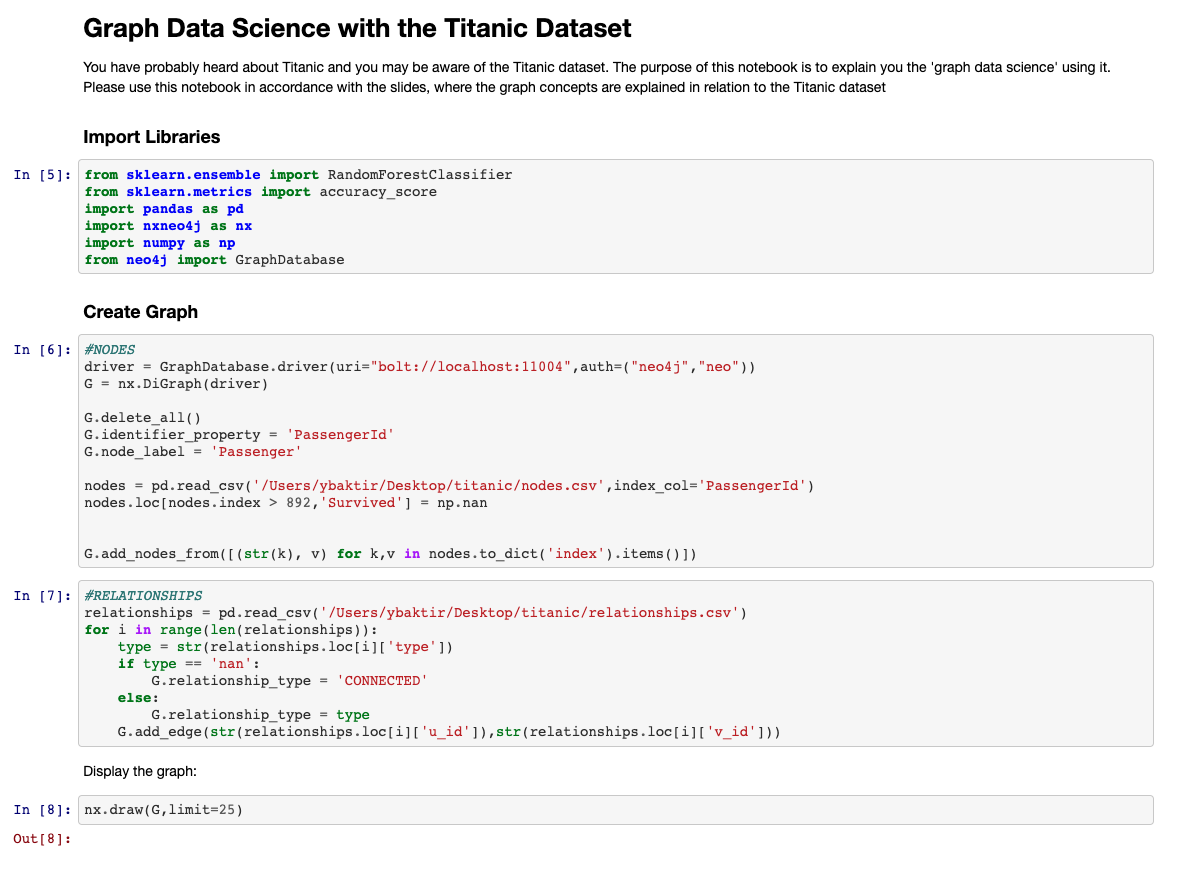 Graph Data Science with the Titanic Dataset
You have probably heard about Titanic and you may be aware of the Titanic dataset. The purpose of this notebook is to explain you the 'graph data science' using it.
Please use this notebook in accordance with the slides, where the graph concepts are explained in relation to the Titanic dataset
Import Libraries
In [5]: from sklearn.ensemble import RandomForestClassifier
from sklearn.metrics import accuracy_score
import pandas as pd
import nxneo4j as nx
import numpy as np
from neo4j import GraphDatabase
Create Graph
In [6]: #NODES
driver = GraphDatabase.driver(uri="bolt://localhost:11004",auth=("neo4j","neo"))
G = nx.DiGraph(driver)
G.delete_all()
G.identifier_property = 'PassengerId'
G.node_label = 'Passenger'
nodes = pd.read_csv('/Users/ybaktir/Desktop/titanic/nodes.csv',index_col='PassengerId')
nodes.loc[nodes.index > 892,'Survived'] = np.nan
G.add_nodes_from([(str(k), v) for k,v in nodes.to_dict('index').items()])
In [7]: #RELATIONSHIPS
relationships = pd.read_csv('/Users/ybaktir/Desktop/titanic/relationships.csv')
for i in range(len(relationships)):
    type = str(relationships.loc[i]['type'])
    if type == 'nan':
        G.relationship_type = 'CONNECTED'
    else:
        G.relationship_type = type
    G.add_edge(str(relationships.loc[i]['u_id']),str(relationships.loc[i]['v_id']))
Display the graph:
In [8]: nx.draw(G,limit=25)
Out[8]: